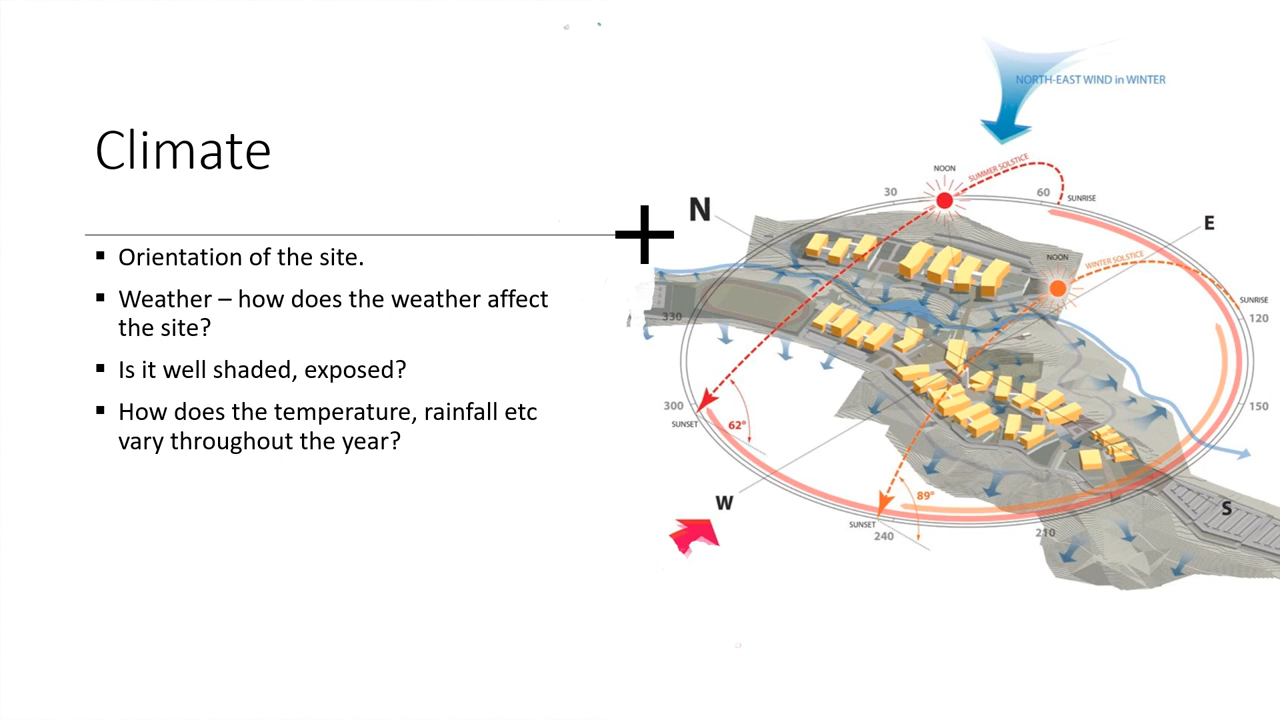 Climate
▪ Orientation of the site.
▪ Weather – how does the weather affect
the site?
▪ Is it well shaded, exposed?
▪ How does the temperature, rainfall etc
vary throughout the year?
NORTH-EAST WIND in WINTER
NOON
SUMMER SOLSTICE
30
60
SUNRISE
N
E
NOON
WINTER SOLSTICE
SUNRISE
330
120
300
SUNSET
62°
150
W
89°
S
SUNSET
240
210